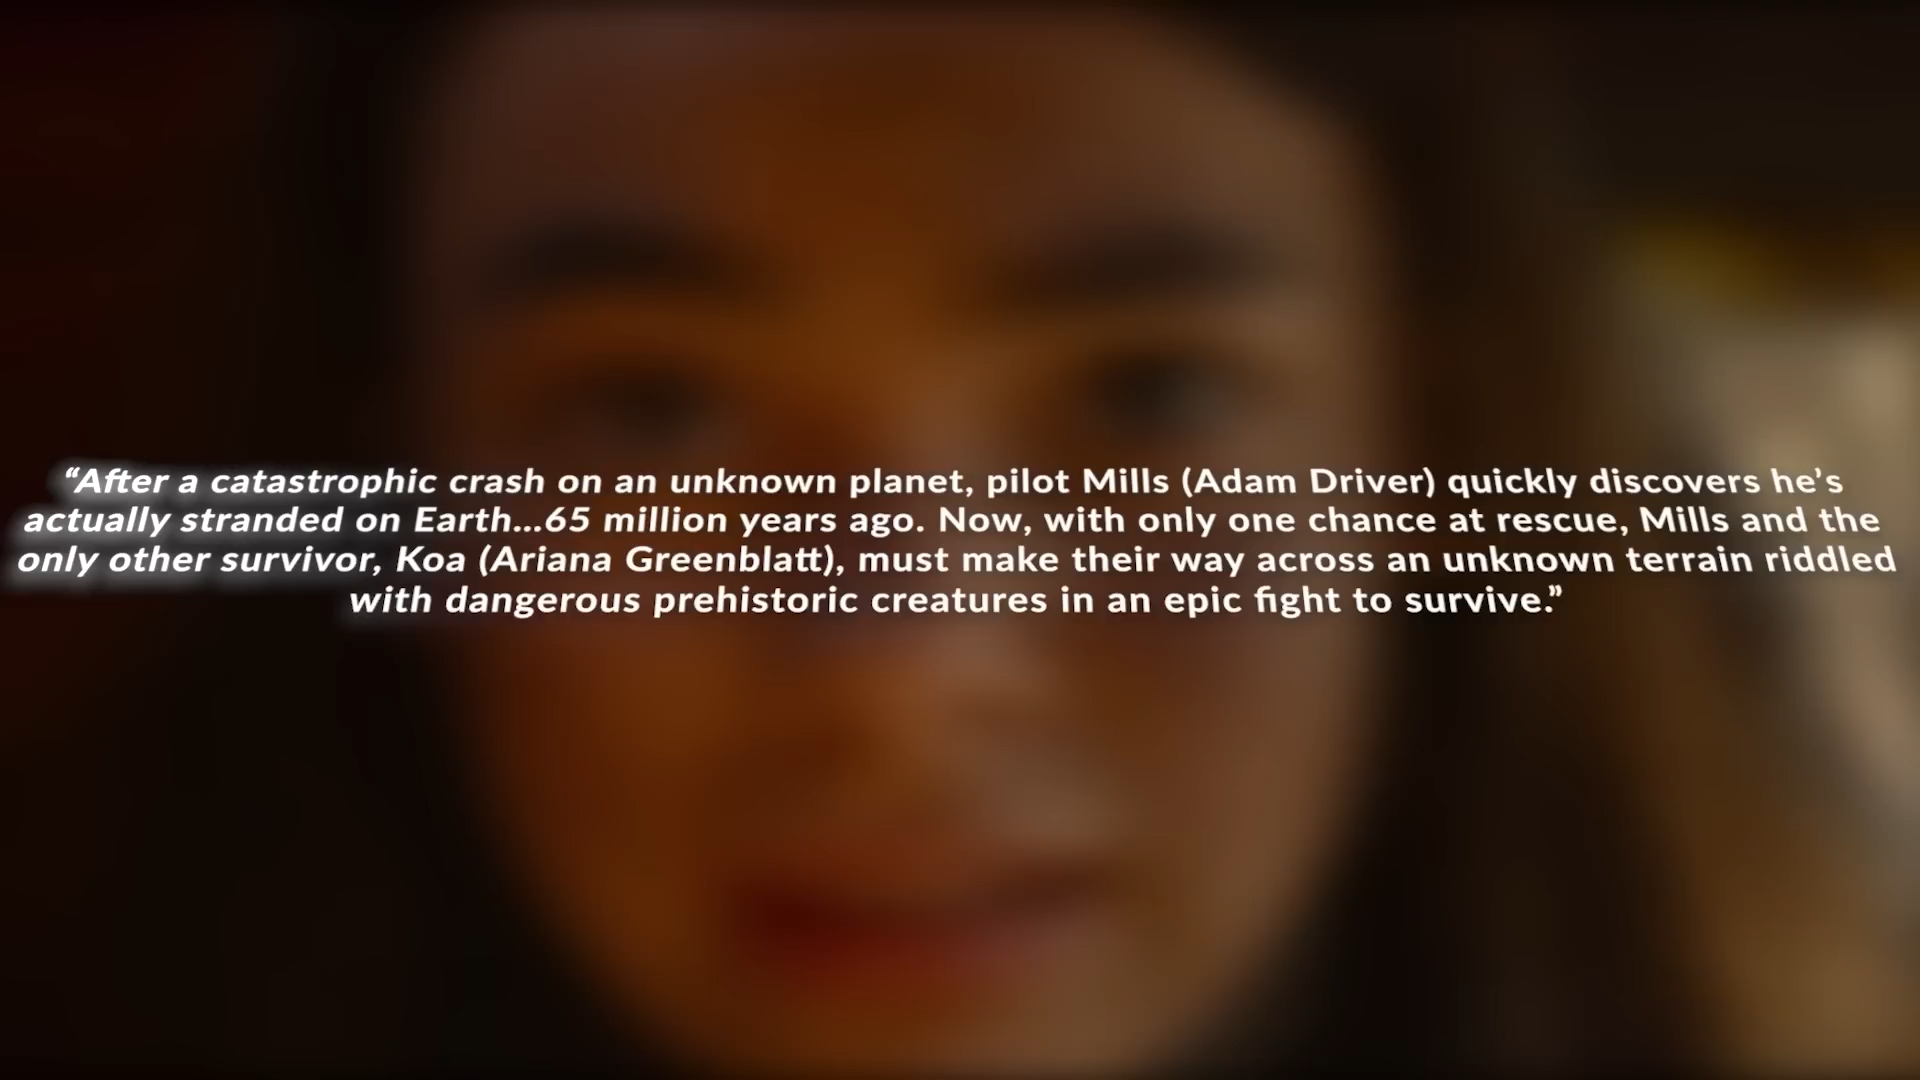 “After a catastrophic crash on an unknown planet, pilot Mills (Adam Driver) quickly discovers he’s
actually stranded on Earth...65 million years ago. Now, with only one chance at rescue, Mills and the
only other survivor, Koa (Ariana Greenblatt), must make their way across an unknown terrain riddled
with dangerous prehistoric creatures in an epic fight to survive.”